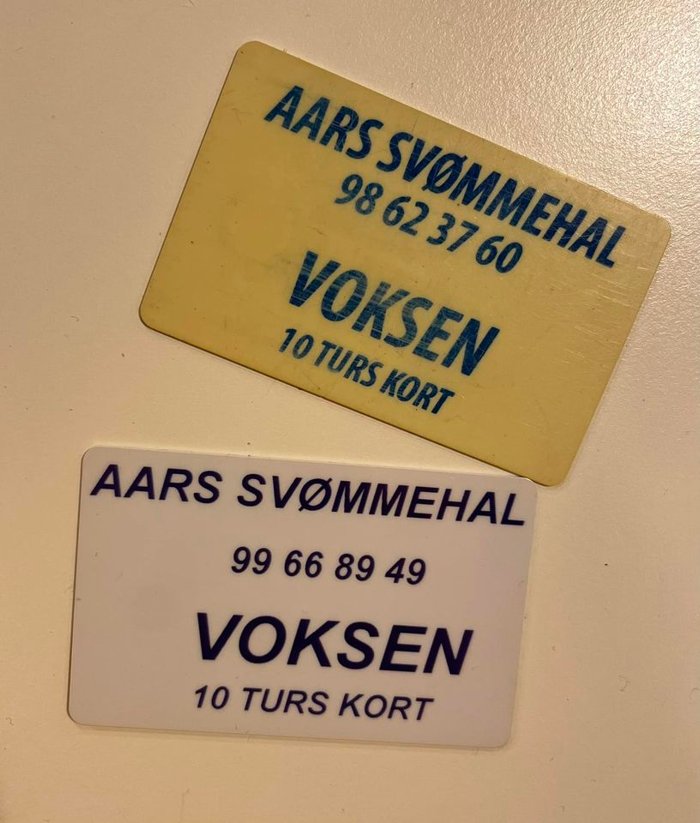 AARS SVØMMEHAL
98 62 37 60
VOKSEN
10 TURS KORT
AARS SVØMMEHAL
99 66 89 49
VOKSEN
10 TURS KORT